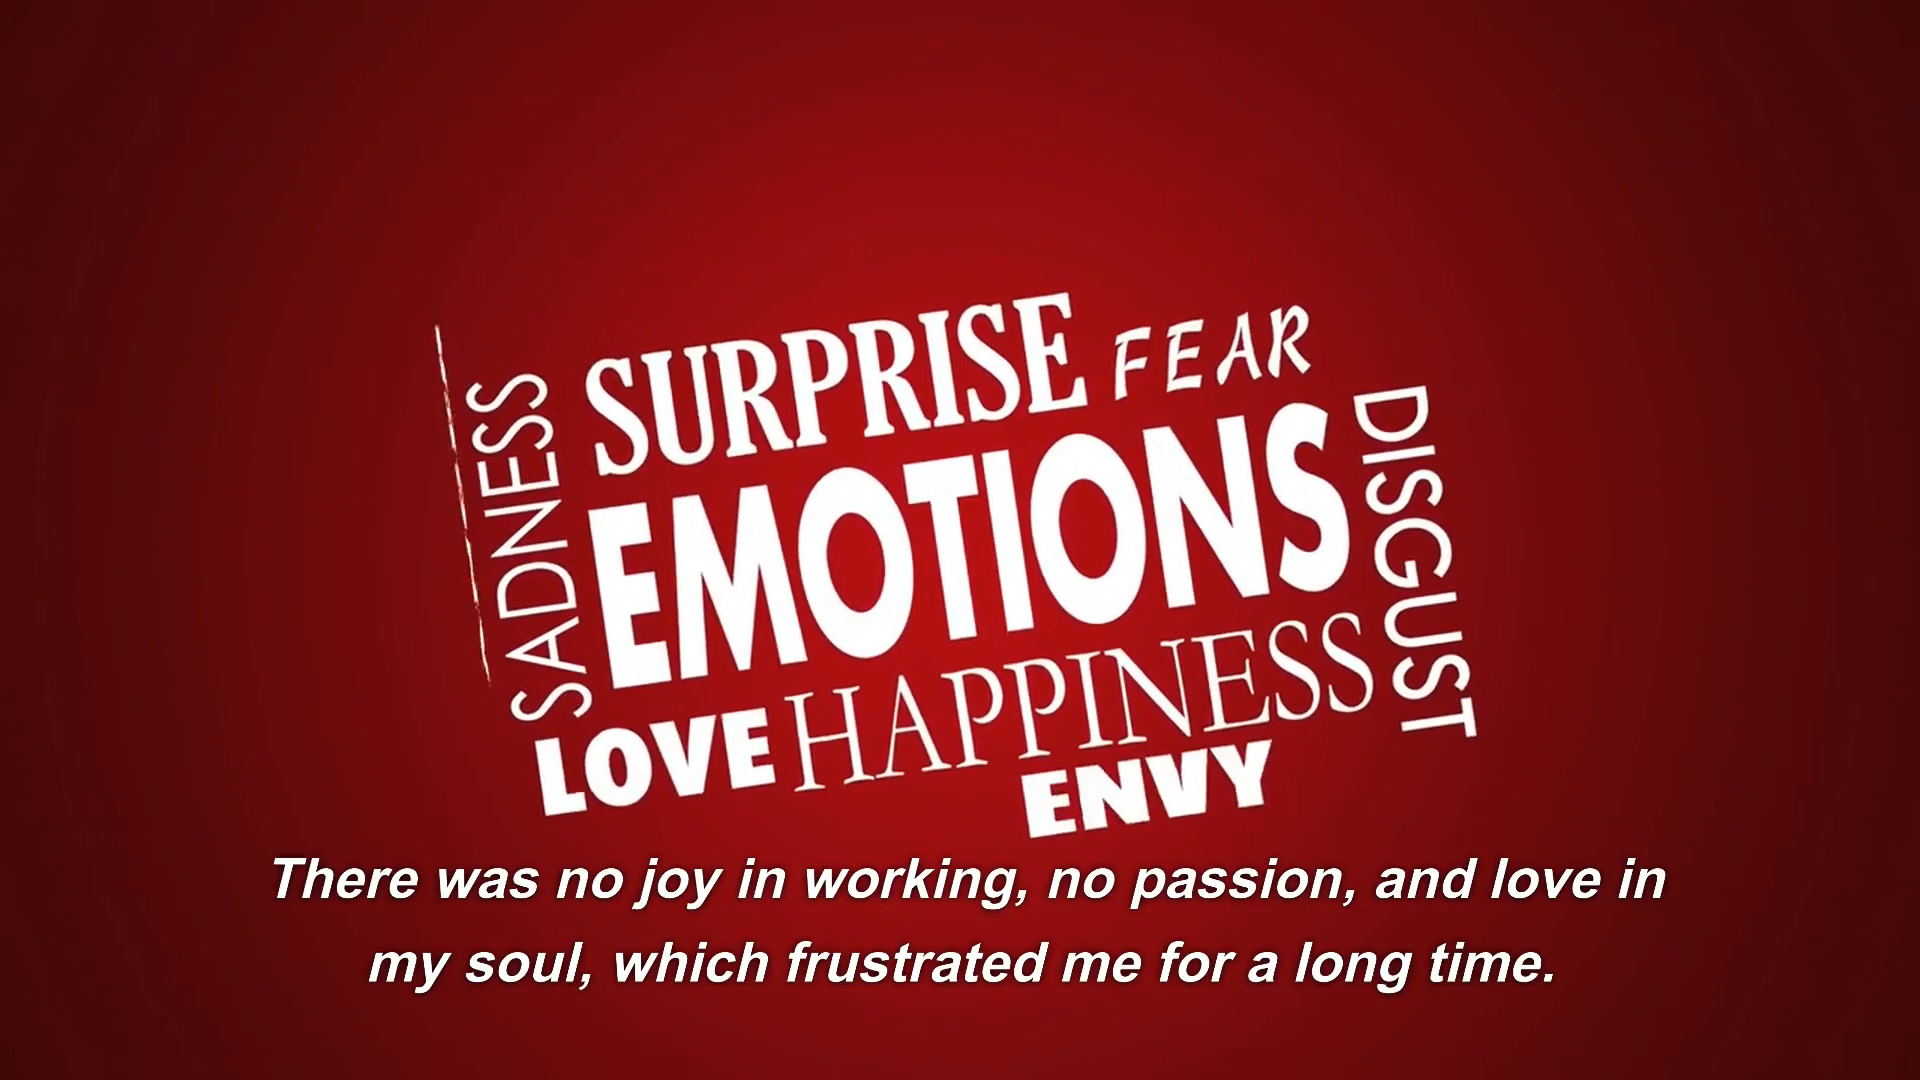 SADNESS
SURPRISE
FEAR
EMOTIONS
DISGUST
LOVE
HAPPINESS
ENVY
There was no joy in working, no passion, and love in
my soul, which frustrated me for a long time.